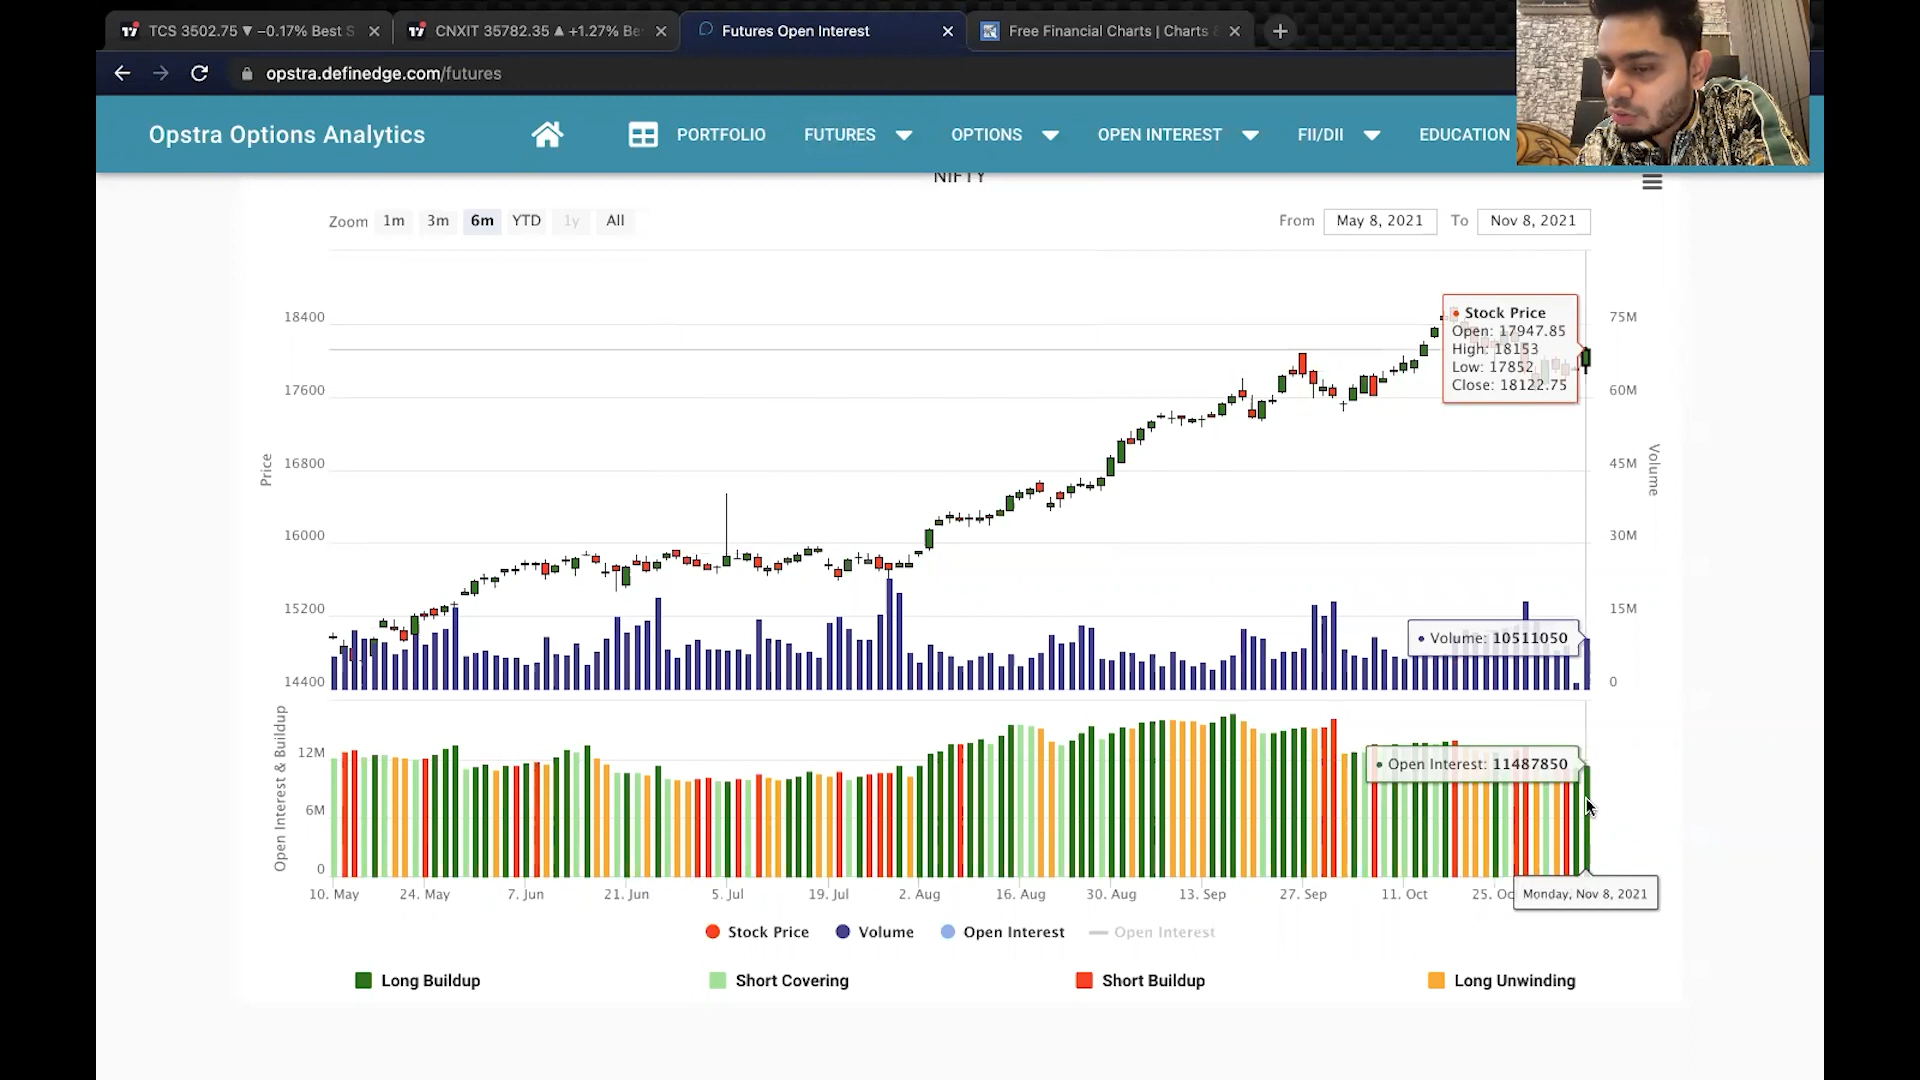 TCS 3502.75 ▼ −0.17% Best S
CNXIT 35782.35 ▲ +1.27% Be
Futures Open Interest
Free Financial Charts | Charts &
opstra.definedge.com/futures
Opstra Options Analytics
PORTFOLIO
FUTURES
OPTIONS
OPEN INTEREST
FII/DII
EDUCATION
NIFTY
Zoom 1m 3m 6m YTD 1y All
From May 8, 2021 To Nov 8, 2021
18400
17600
16800
16000
15200
14400
Price
75M
60M
45M
30M
15M
0
Volume
Stock Price
Open: 17947.85
High: 18153
Low: 17852
Close: 18122.75
Volume: 10511050
Open Interest & Buildup
12M
6M
0
Open Interest: 11487850
10. May 24. May 7. Jun 21. Jun 5. Jul 19. Jul 2. Aug 16. Aug 30. Aug 13. Sep 27. Sep 11. Oct 25. Oc
Monday, Nov 8, 2021
Stock Price Volume Open Interest Open Interest
Long Buildup Short Covering Short Buildup Long Unwinding